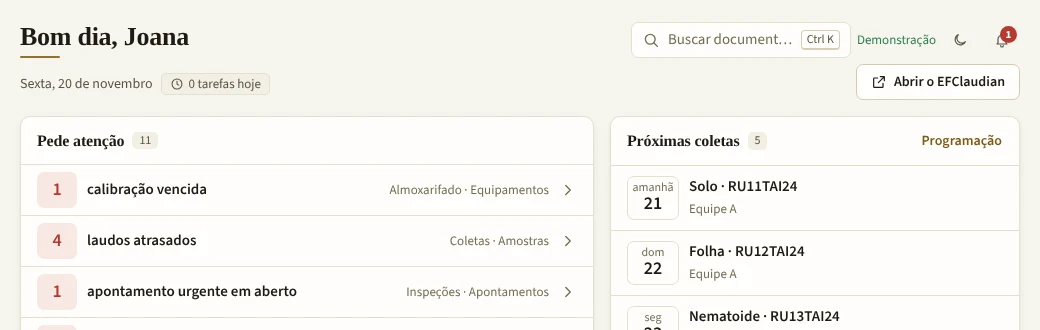 Bom dia, Joana
Buscar document… Ctrl K Demonstração 1
Sexta, 20 de novembro 0 tarefas hoje
Abrir o EFClaudian
Pede atenção 11
1 calibração vencida Almoxarifado · Equipamentos
4 laudos atrasados Coletas · Amostras
1 apontamento urgente em aberto Inspeções · Apontamentos
Próximas coletas 5 Programação
amanhã
21
Solo · RU11TAI24
Equipe A
dom
22
Folha · RU12TAI24
Equipe A
seg
Nematoide · RU13TAI24